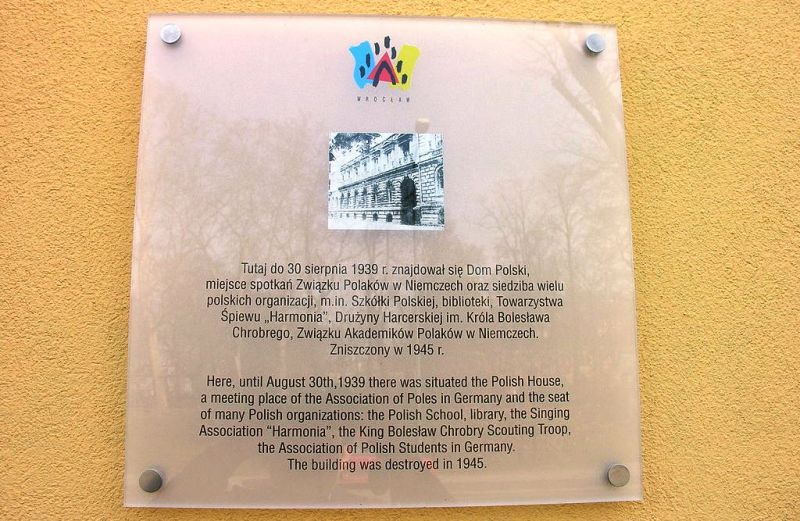 WROCŁAW
Tutaj do 30 sierpnia 1939 r. znajdował się Dom Polski,
miejsce spotkań Związku Polaków w Niemczech oraz siedziba wielu
polskich organizacji, m.in. Szkółki Polskiej, biblioteki, Towarzystwa
Śpiewu „Harmonia”, Drużyny Harcerskiej im. Króla Bolesława
Chrobrego, Związku Akademików Polaków w Niemczech.
Zniszczony w 1945 r.
Here, until August 30th,1939 there was situated the Polish House,
a meeting place of the Association of Poles in Germany and the seat
of many Polish organizations: the Polish School, library, the Singing
Association “Harmonia”, the King Bolesław Chrobry Scouting Troop,
the Association of Polish Students in Germany.
The building was destroyed in 1945.